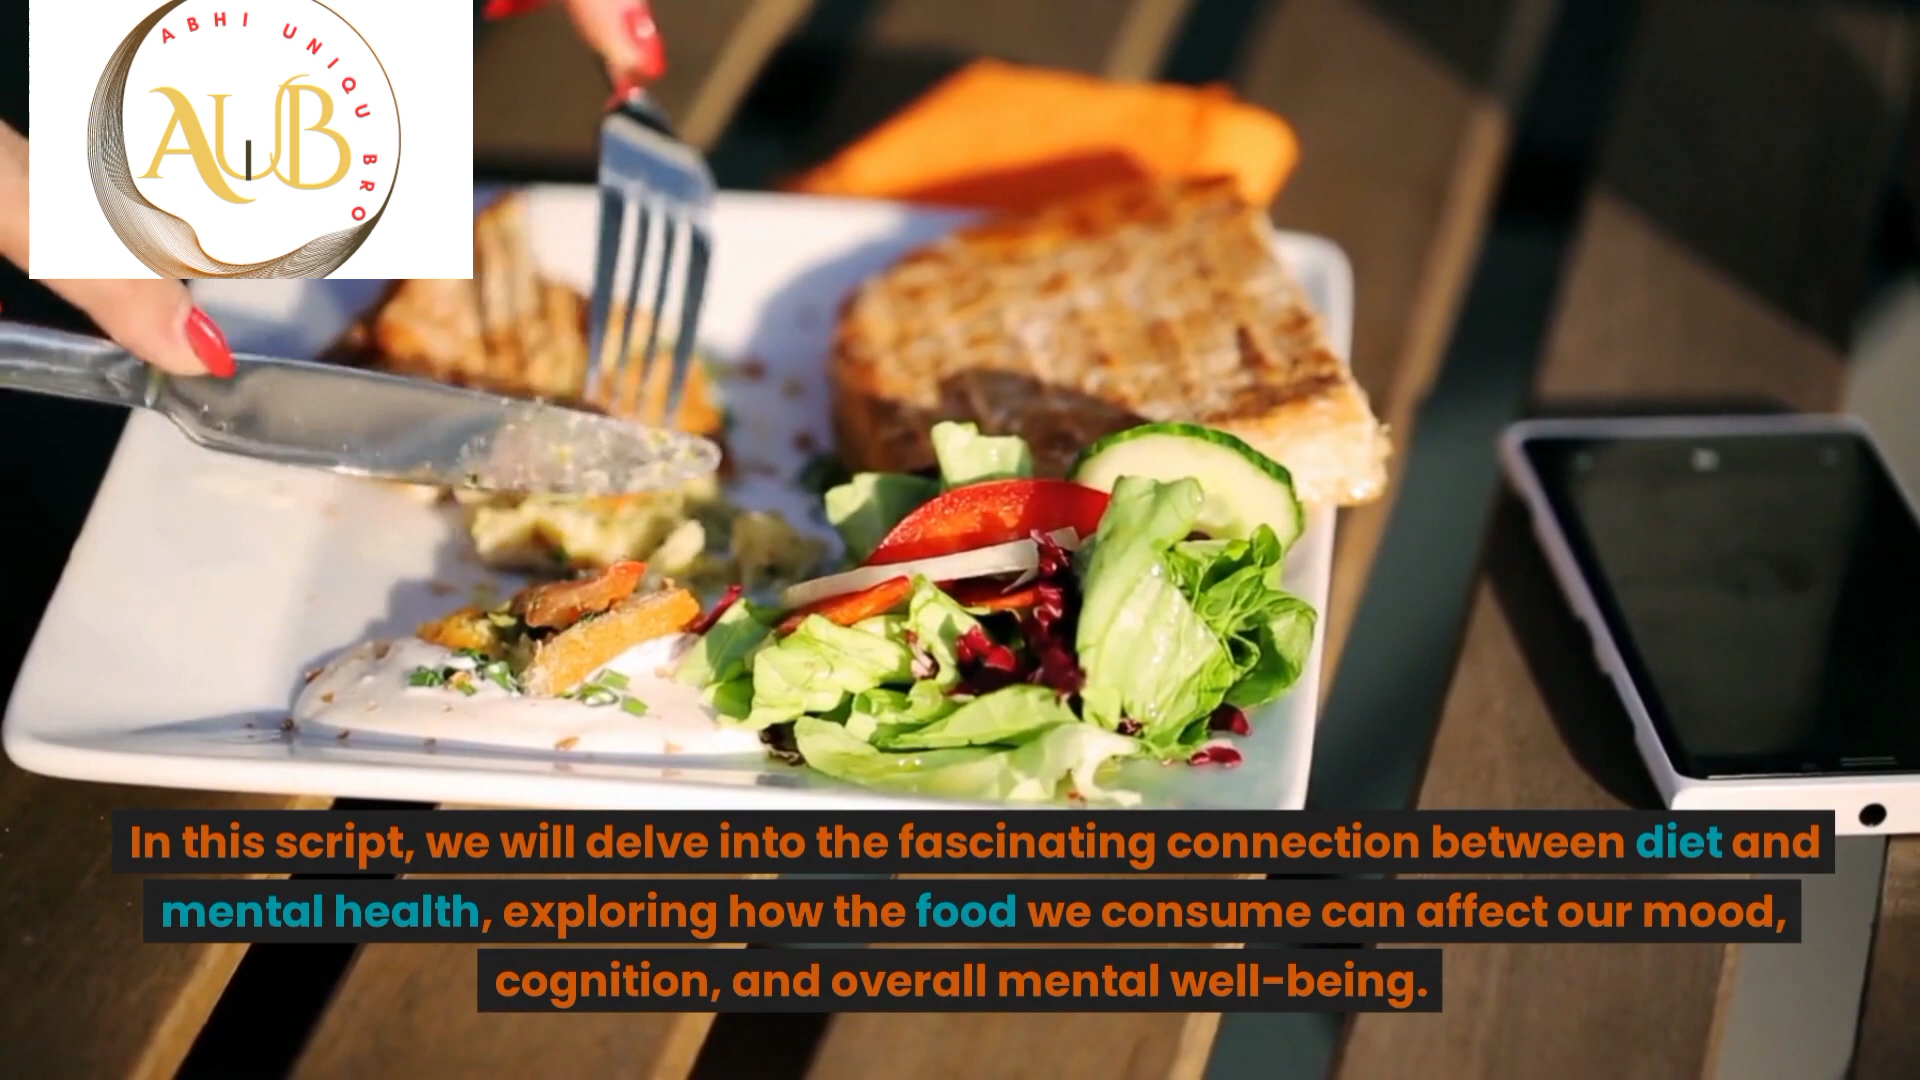 ABHI UNIQU BRO
AUB
In this script, we will delve into the fascinating connection between diet and
mental health, exploring how the food we consume can affect our mood,
cognition, and overall mental well-being.